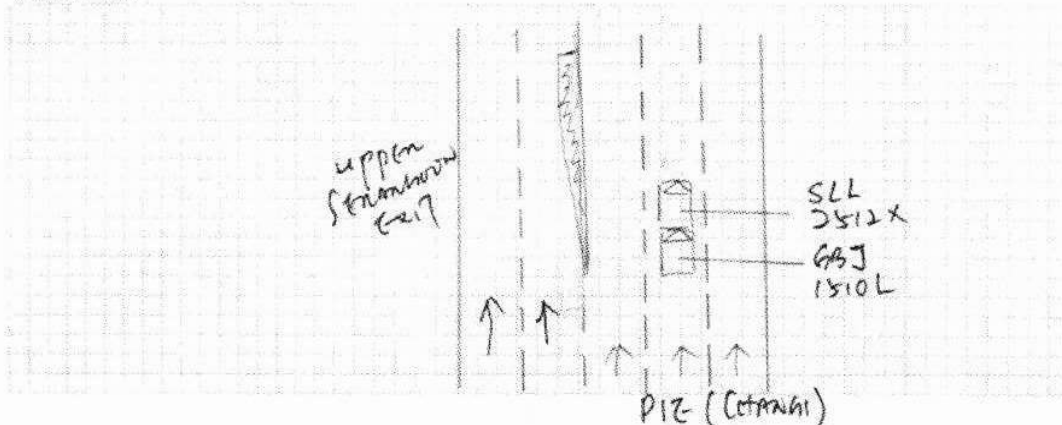 UPPER
SERANGOON
EXIT
SLL
2512X
GBJ
1510L
PIE (CHANGI)